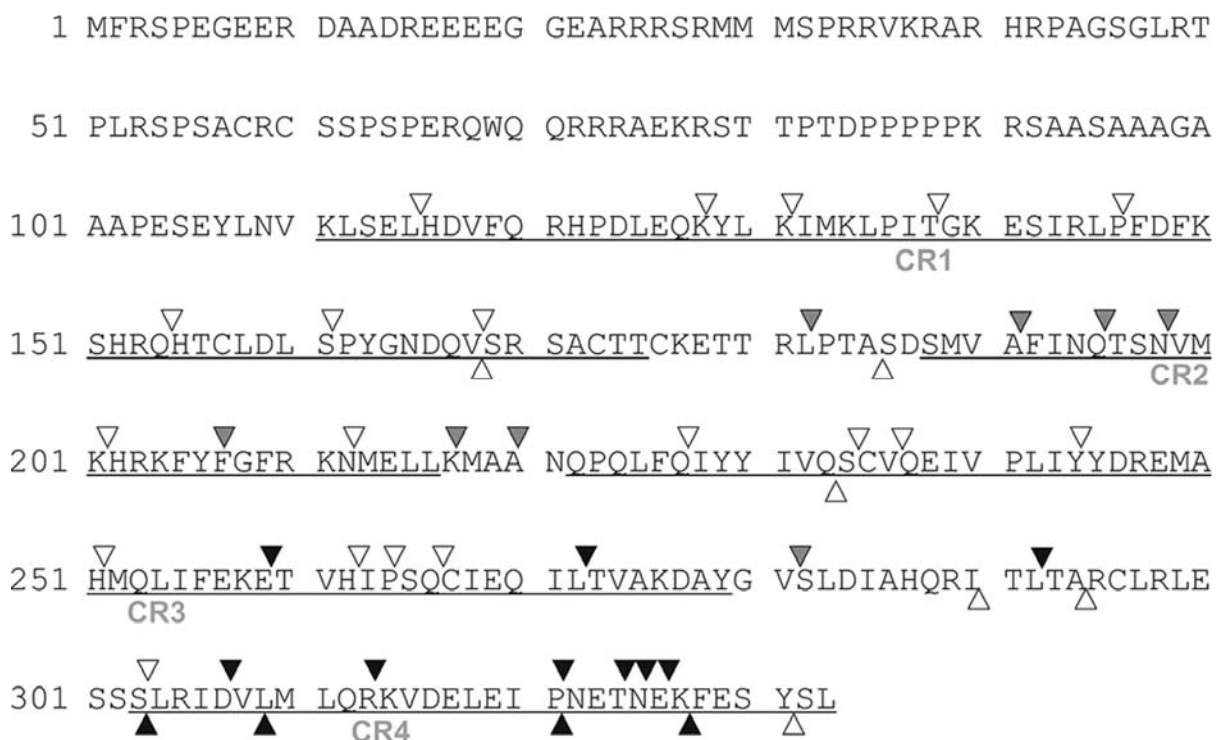 1 MFRSPEGEER DAADREEEEG GEARRRSRMM MSPRRVKRAR HRPAGSGLRT
51 PLRSPSACRC SSPSPERQWQ QRRRAEKRST TPTDPPPPPK RSAASAAAGA
101 AAPESEYLNV KLSELHDVFQ RHPDLEQKYL KIMKLPITGK ESIRLPFDFK
CR1
151 SHRQHTCLDL SPYGNDQVSR SACTTCKETT RLPTASDSMV AFINQTSNVM
CR2
201 KHRKFYFGFR KNMELLKMAA NQPQLFQIYY IVQSCVQEIV PLIYYDREMA
251 HMQLIFEKET VHIPSQCIEQ ILTVAKDAYG VSLDIAHQRI TLTARCLRLE
CR3
301 SSSLRIDVLM LQRKVDELEI PNETNEKFES YSL
CR4